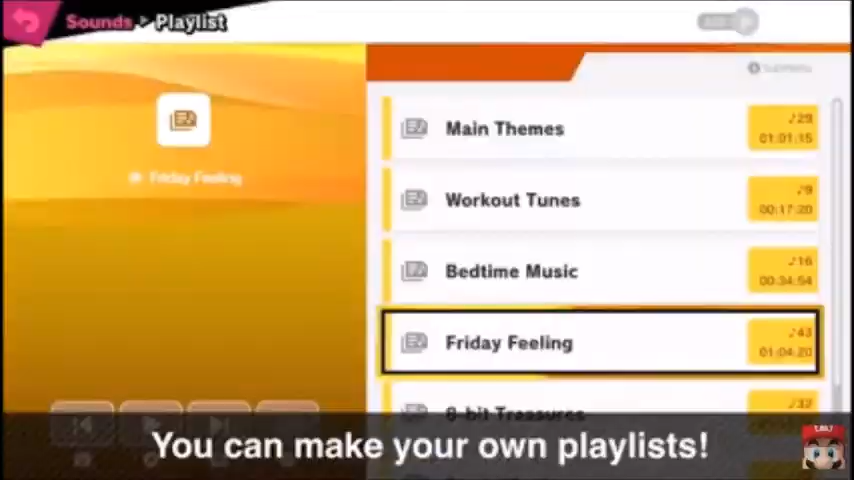 Sounds ▸ Playlist
Submenu
Friday Feeling
Main Themes
♪29
01:01:15
Workout Tunes
♪9
00:17:20
Bedtime Music
♪16
00:34:54
Friday Feeling
♪43
01:04:20
8-bit Treasures
♪32
You can make your own playlists!